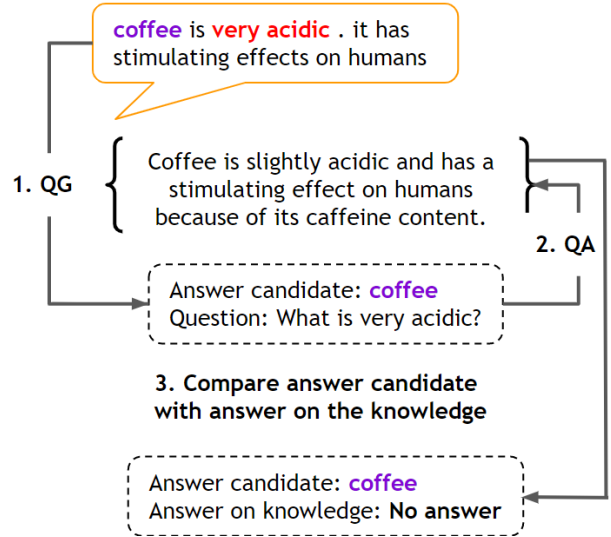 coffee is very acidic . it has
stimulating effects on humans
1. QG
Coffee is slightly acidic and has a
stimulating effect on humans
because of its caffeine content.
2. QA
Answer candidate: coffee
Question: What is very acidic?
3. Compare answer candidate
with answer on the knowledge
Answer candidate: coffee
Answer on knowledge: No answer